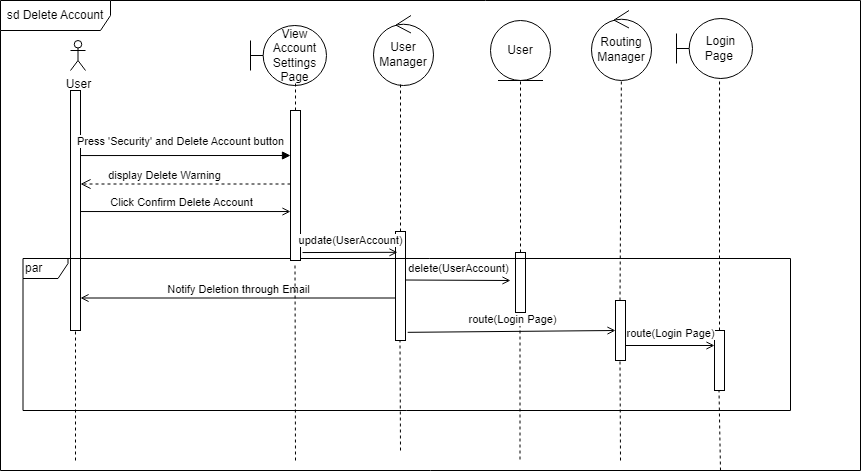 sd Delete Account
User
View
Account
Settings
Page
User
Manager
User
Routing
Manager
Login
Page
Press 'Security' and Delete Account button
display Delete Warning
Click Confirm Delete Account
update(UserAccount)
par
delete(UserAccount)
Notify Deletion through Email
route(Login Page)
route(Login Page)